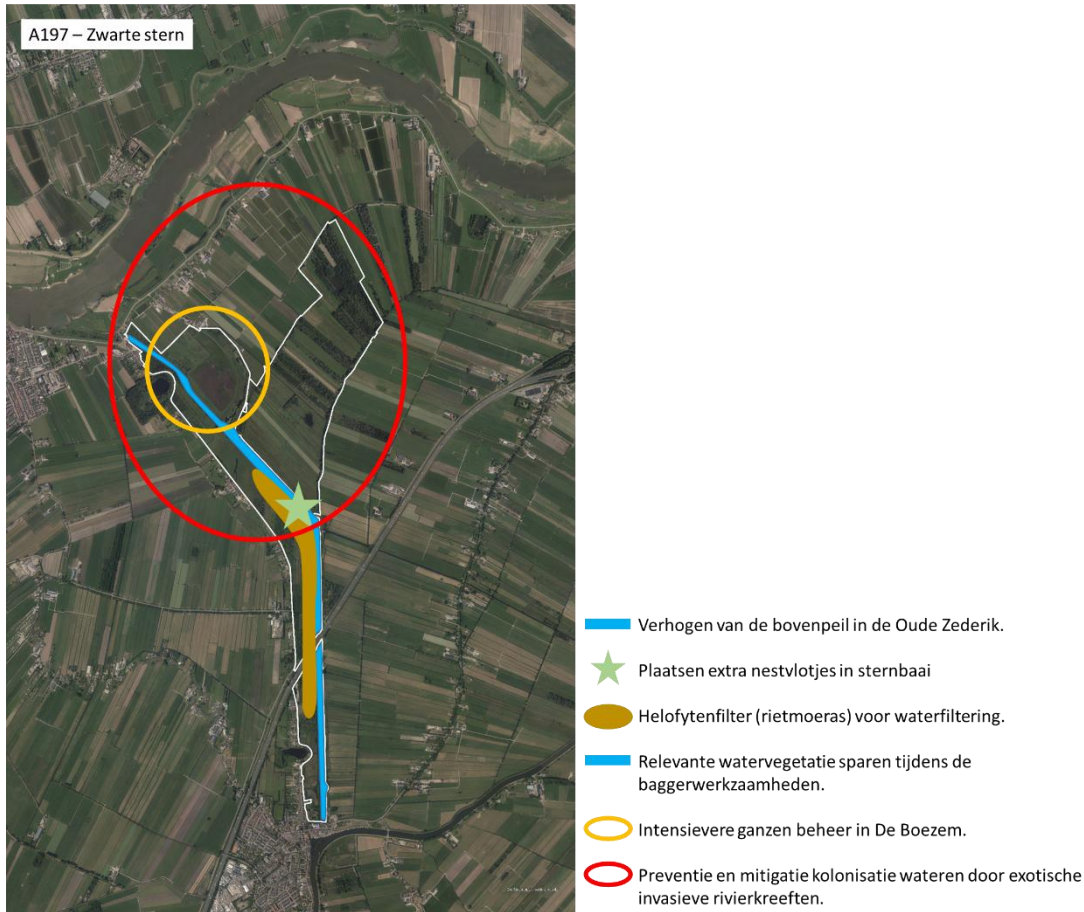 A197 – Zwarte stern
Verhogen van de bovenpeil in de Oude Zederik.
Plaatsen extra nestvlotjes in sternbaai
Helofytenfilter (rietmoeras) voor waterfiltering.
Relevante watervegetatie sparen tijdens de
baggerwerkzaamheden.
Intensievere ganzen beheer in De Boezem.
Preventie en mitigatie kolonisatie wateren door exotische
invasieve rivierkreeften.